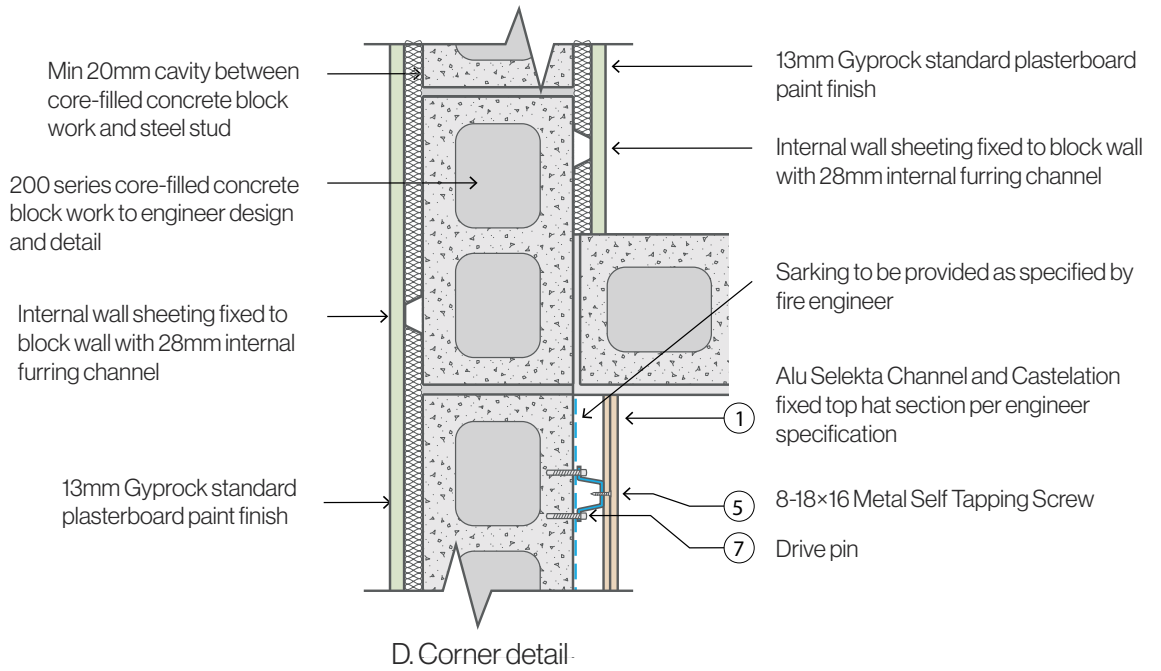 Min 20mm cavity between
core-filled concrete block
work and steel stud
200 series core-filled concrete
block work to engineer design
and detail
Internal wall sheeting fixed to
block wall with 28mm internal
furring channel
13mm Gyprock standard
plasterboard paint finish
13mm Gyprock standard plasterboard
paint finish
Internal wall sheeting fixed to block wall
with 28mm internal furring channel
Sarking to be provided as specified by
fire engineer
Alu Selekta Channel and Castelation
1 fixed top hat section per engineer
specification
5 8-18×16 Metal Self Tapping Screw
7 Drive pin
D. Corner detail